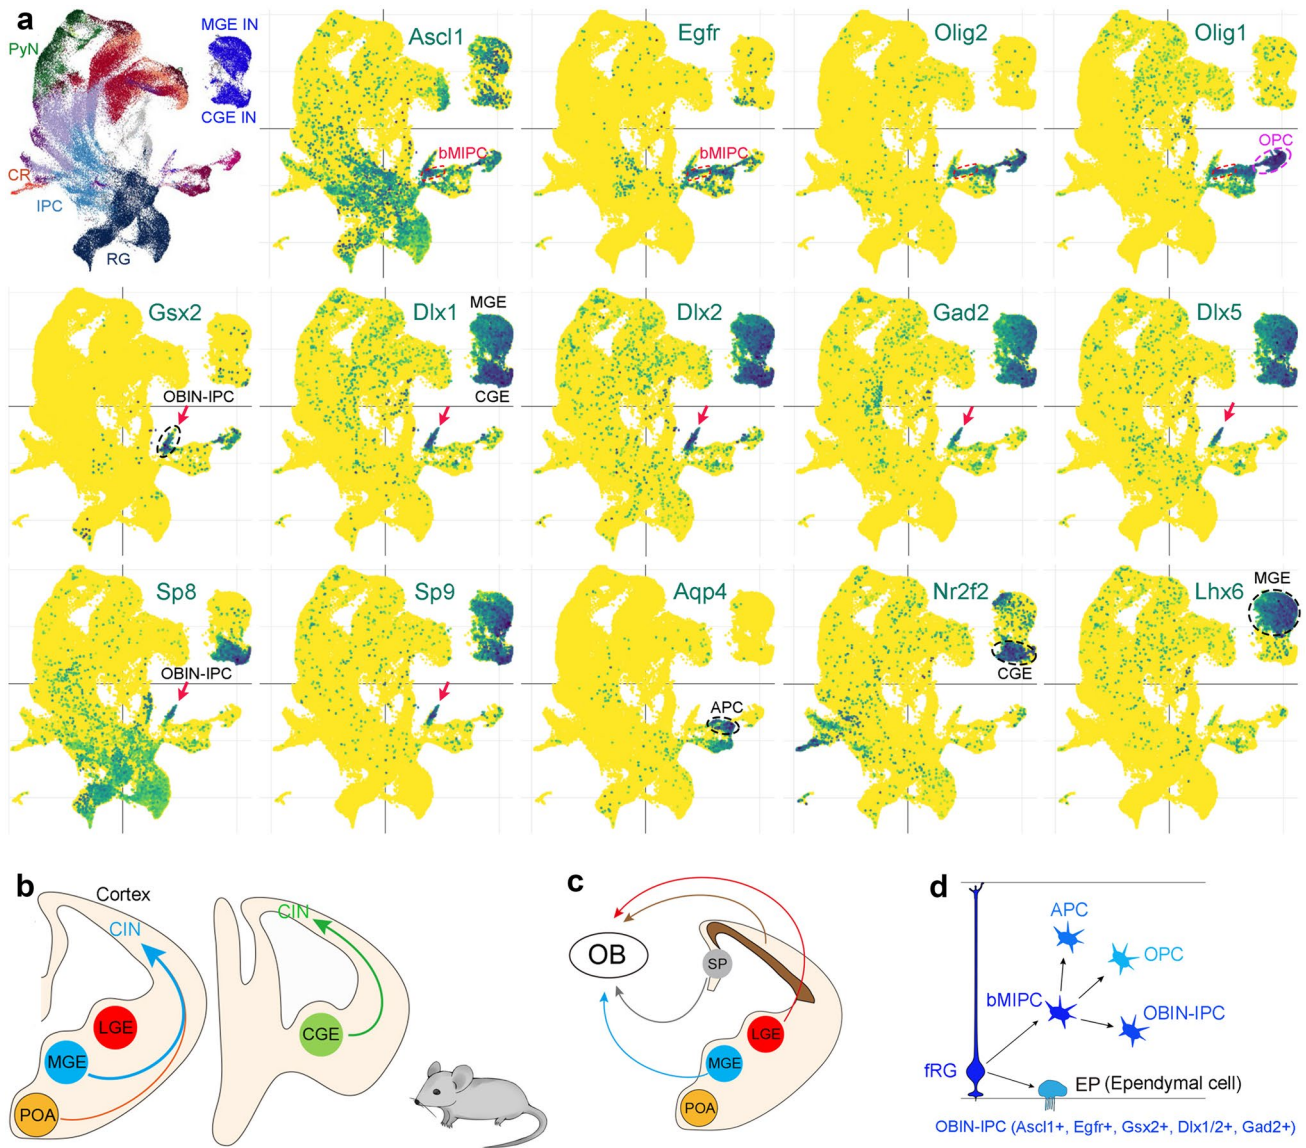 a
PyN
MGE IN
CGE IN
CR
IPC
RG
Ascl1
bMIPC
Egfr
bMIPC
Olig2
Olig1
OPC
Gsx2
OBIN-IPC
Dlx1
MGE
CGE
Dlx2
Gad2
Dlx5
Sp8
OBIN-IPC
Sp9
Aqp4
APC
Nr2f2
CGE
Lhx6
MGE
b
Cortex
CIN
LGE
MGE
POA
CIN
CGE
c
OB
SP
LGE
MGE
POA
d
APC
OPC
bMIPC
OBIN-IPC
fRG
EP (Ependymal cell)
OBIN-IPC (Ascl1+, Egfr+, Gsx2+, Dlx1/2+, Gad2+)